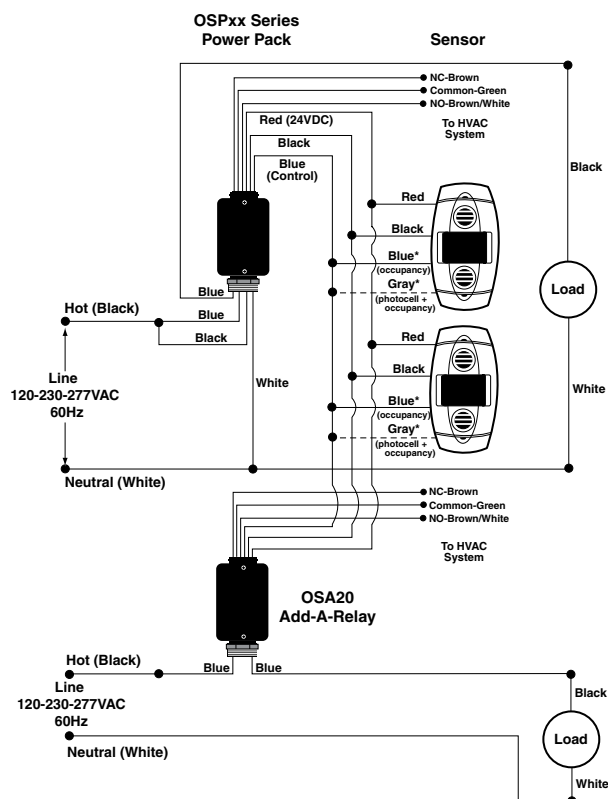 OSPxx Series
Power Pack
Sensor
NC-Brown
Common-Green
NO-Brown/White
Red (24VDC)
To HVAC
System
Black
Blue
(Control)
Black
Red
Black
Blue*
(occupancy)
Gray*
(photocell +
occupancy)
Load
Blue
Hot (Black)
Blue
Black
Line
120-230-277VAC
60Hz
White
Red
Black
Blue*
(occupancy)
Gray*
(photocell +
occupancy)
White
Neutral (White)
NC-Brown
Common-Green
NO-Brown/White
To HVAC
System
OSA20
Add-A-Relay
Hot (Black)
Blue
Blue
Line
120-230-277VAC
60Hz
Black
Load
Neutral (White)
White